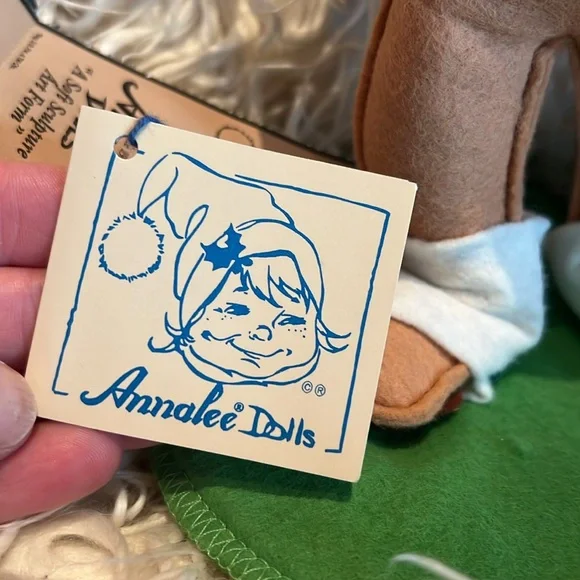 "A Soft Sculpture
Art Form"
© ®
Annalee® Dolls